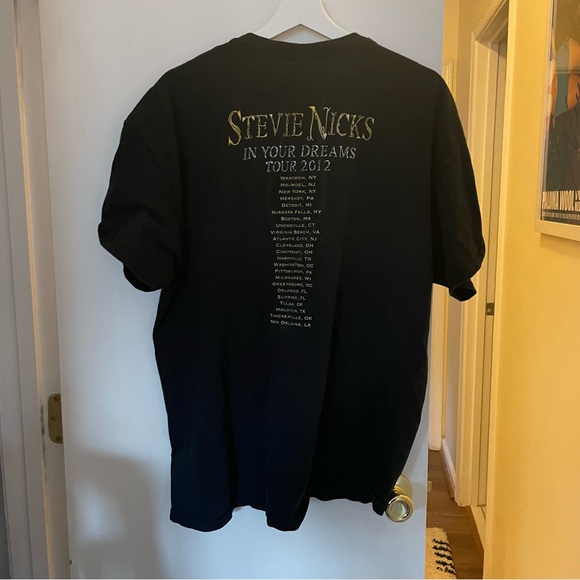 STEVIE NICKS
IN YOUR DREAMS
TOUR 2012
WANTAGH, NY
HOLMDEL, NJ
NEW YORK, NY
HERSHEY, PA
DETROIT, MI
NIAGARA FALLS, NY
BOSTON, MA
UNCASVILLE, CT
VIRGINIA BEACH, VA
ATLANTIC CITY, NJ
CLEVELAND, OH
CINCINNATI, OH
NASHVILLE, TN
WASHINGTON, DC
PITTSBURGH, PA
MILWAUKEE, WI
GREENSBORO, NC
ORLANDO, FL
SUNRISE, FL
TULSA, OK
HOUSTON, TX
THACKERVILLE, OK
NEW ORLEANS, LA